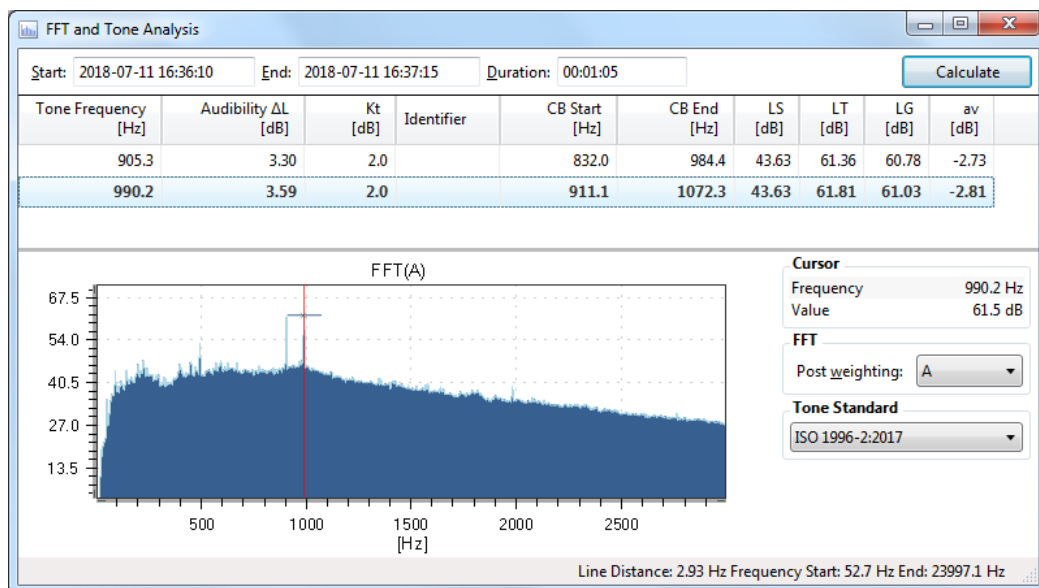 FFT and Tone Analysis
Start: 2018-07-11 16:36:10 End: 2018-07-11 16:37:15 Duration: 00:01:05 Calculate
Tone Frequency [Hz] Audibility ΔL [dB] Kt [dB] Identifier CB Start [Hz] CB End [Hz] LS [dB] LT [dB] LG [dB] av [dB]
905.3 3.30 2.0 832.0 984.4 43.63 61.36 60.78 -2.73
990.2 3.59 2.0 911.1 1072.3 43.63 61.81 61.03 -2.81
FFT(A)
67.5
54.0
40.5
27.0
13.5
500 1000 1500 2000 2500
[Hz]
Cursor
Frequency 990.2 Hz
Value 61.5 dB
FFT
Post weighting: A
Tone Standard
ISO 1996-2:2017
Line Distance: 2.93 Hz Frequency Start: 52.7 Hz End: 23997.1 Hz